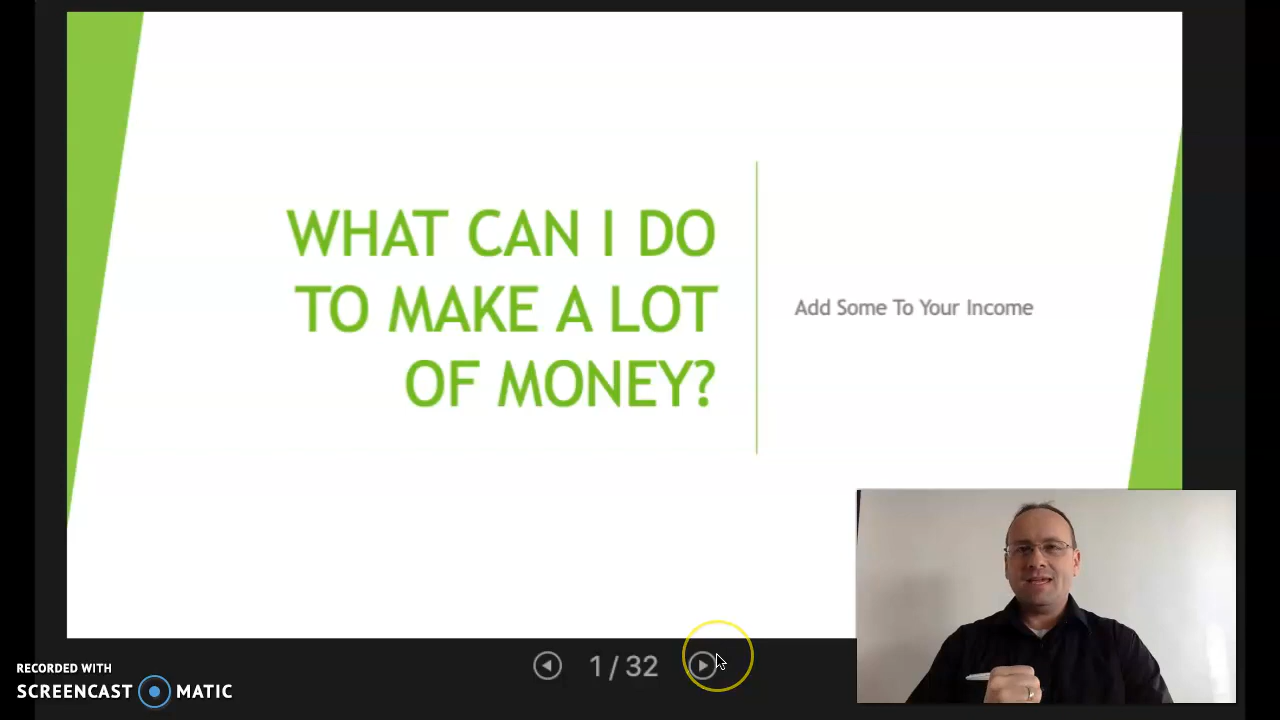 WHAT CAN I DO
TO MAKE A LOT
OF MONEY?
Add Some To Your Income
1 / 32
RECORDED WITH
SCREENCAST MATIC